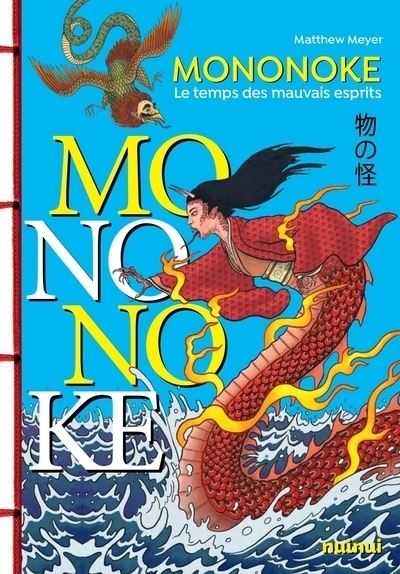 Matthew Meyer
MONONOKE
Le temps des mauvais esprits
物の怪
MO
NO
NO
KE
nuinui